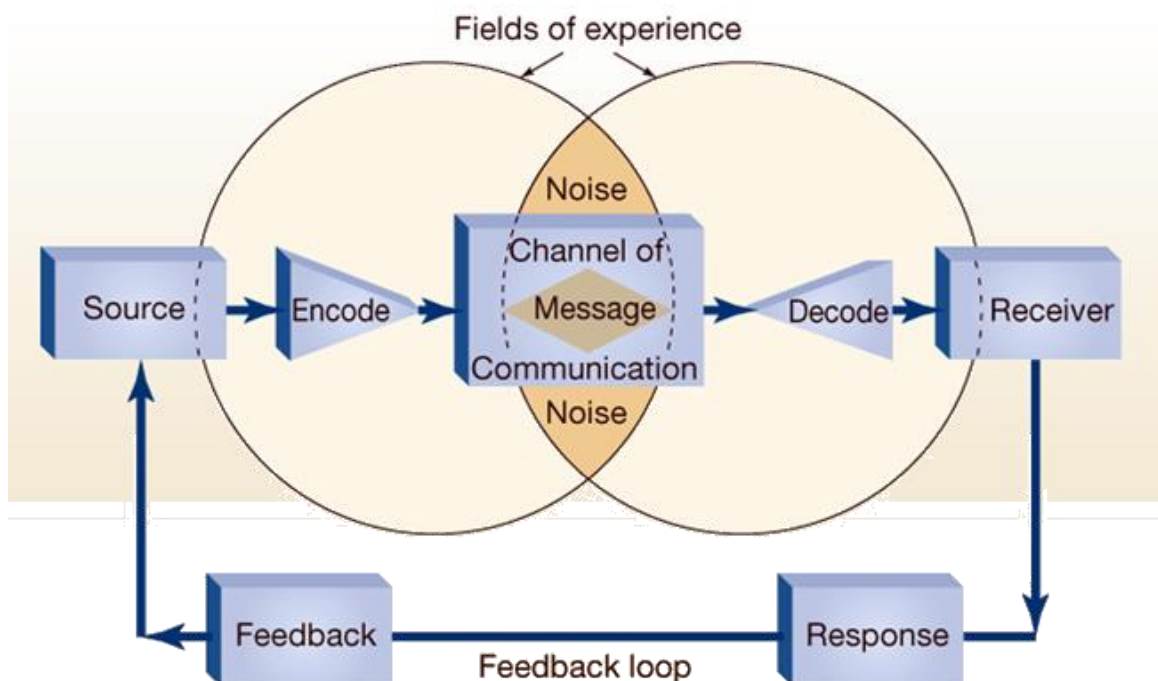 Fields of experience
Noise
Channel of
Source
Encode
Message
Decode
Receiver
Communication
Noise
Feedback
Response
Feedback loop